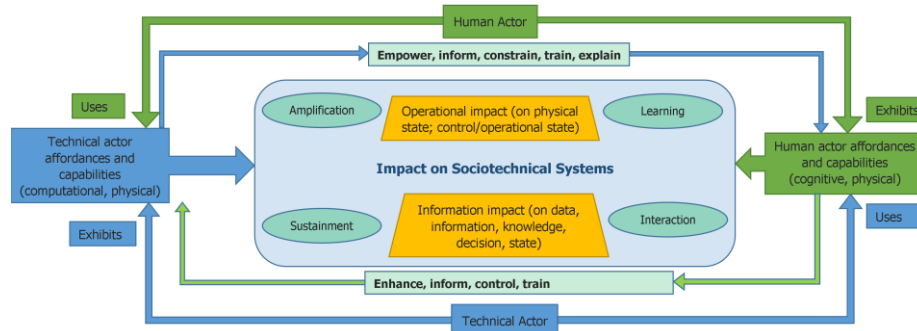 Human Actor
Empower, inform, constrain, train, explain
Uses
Exhibits
Amplification
Operational impact (on physical
state; control/operational state)
Learning
Technical actor
affordances and
capabilities
(computational, physical)
Impact on Sociotechnical Systems
Human actor affordances
and capabilities
(cognitive, physical)
Sustainment
Information impact (on data,
information, knowledge,
decision, state)
Interaction
Exhibits
Uses
Enhance, inform, control, train
Technical Actor